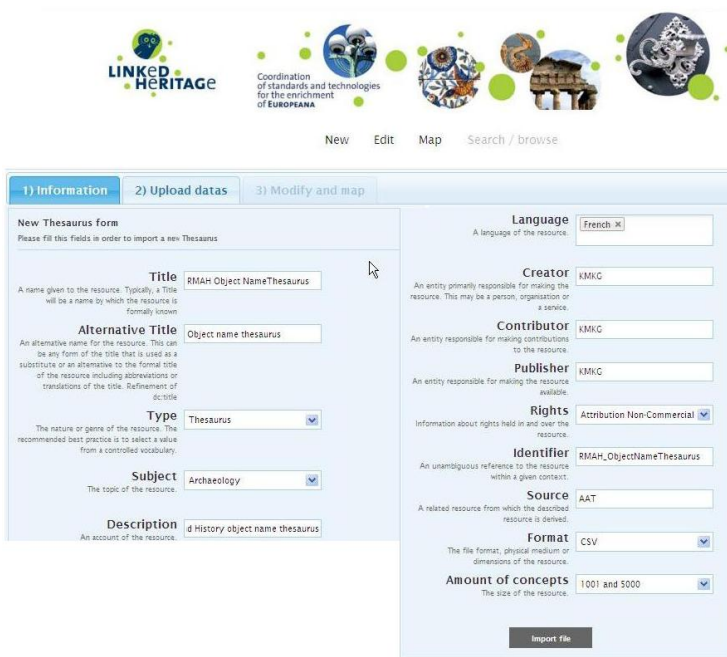 LINKED
HERITAGE
Coordination
of standards and technologies
for the enrichment
of EUROPEANA
New Edit Map Search / browse
1) Information 2) Upload datas 3) Modify and map
New Thesaurus form
Please fill this fields in order to import a new Thesaurus
Title RMAH Object NameThesaurus
A name given to the resource. Typically, a Title
will be a name by which the resource is
formally known
Alternative Title Object name thesaurus
An alternative name for the resource. This can
be any form of the title that is used as a
substitute or an alternative to the formal title
of the resource including abbreviations or
translations of the title. Refinement of
dc:title
Type Thesaurus
The nature or genre of the resource. The
recommended best practice is to select a value
from a controlled vocabulary.
Subject Archaeology
The topic of the resource.
Description d History object name thesaurus
An account of the resource.
Language French ×
A language of the resource.
Creator KMKG
An entity primarily responsible for making the
resource. This may be a person, organisation or
a service.
Contributor KMKG
An entity responsible for making contributions
to the resource.
Publisher KMKG
An entity responsible for making the resource
available.
Rights Attribution Non-Commercial
Information about rights held in and over the
resource.
Identifier RMAH_ObjectNameThesaurus
An unambiguous reference to the resource
within a given context.
Source AAT
A related resource from which the described
resource is derived.
Format CSV
The file format, physical medium or
dimensions of the resource.
Amount of concepts 1001 and 5000
The size of the resource.
Import file